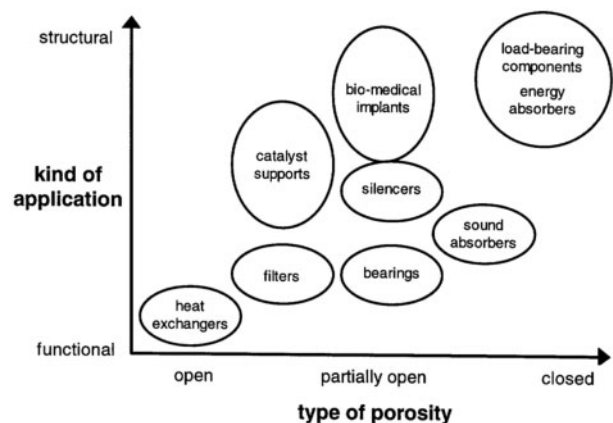 structural
load-bearing
components
energy
absorbers
bio-medical
implants
catalyst
supports
kind of
application
silencers
sound
absorbers
filters
bearings
heat
exchangers
functional
open
partially open
closed
type of porosity